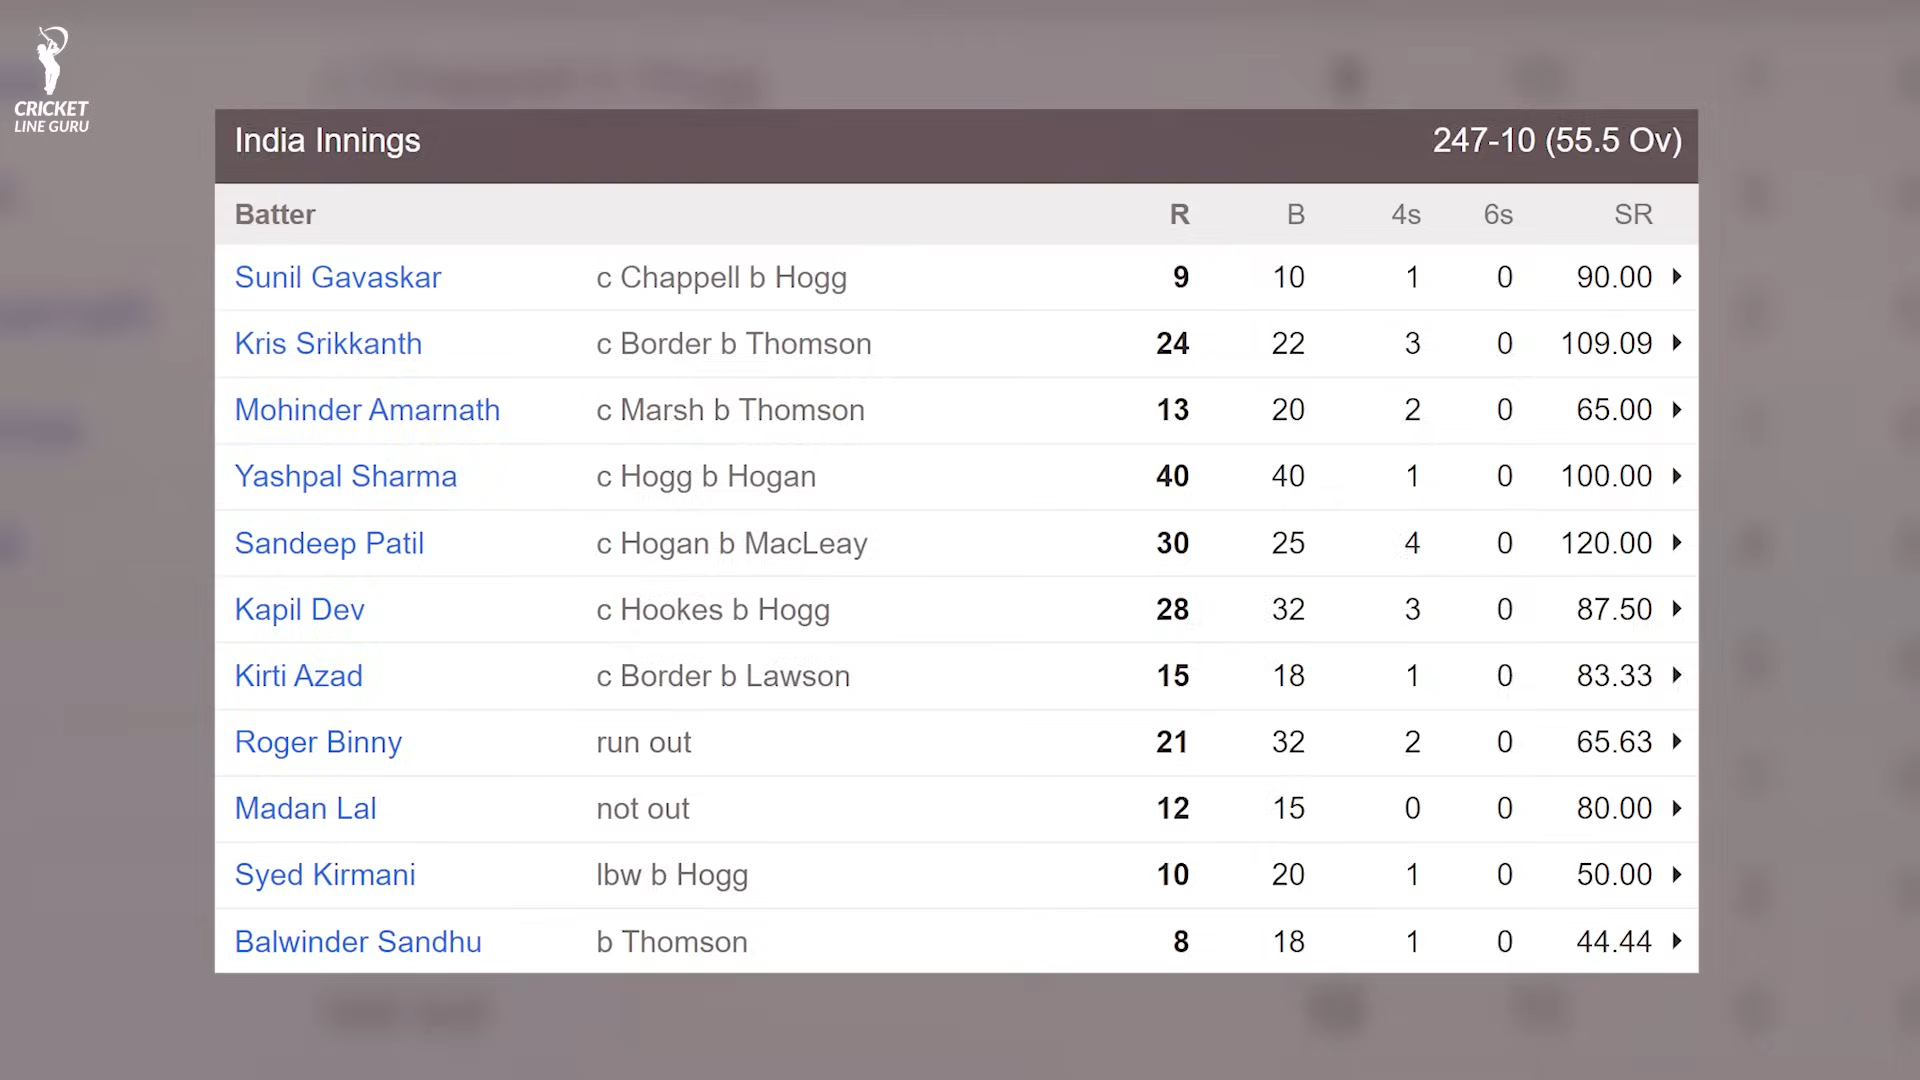 CRICKET
LINE GURU
India Innings 247-10 (55.5 Ov)
Batter R B 4s 6s SR
Sunil Gavaskar c Chappell b Hogg 9 10 1 0 90.00
Kris Srikkanth c Border b Thomson 24 22 3 0 109.09
Mohinder Amarnath c Marsh b Thomson 13 20 2 0 65.00
Yashpal Sharma c Hogg b Hogan 40 40 1 0 100.00
Sandeep Patil c Hogan b MacLeay 30 25 4 0 120.00
Kapil Dev c Hookes b Hogg 28 32 3 0 87.50
Kirti Azad c Border b Lawson 15 18 1 0 83.33
Roger Binny run out 21 32 2 0 65.63
Madan Lal not out 12 15 0 0 80.00
Syed Kirmani lbw b Hogg 10 20 1 0 50.00
Balwinder Sandhu b Thomson 8 18 1 0 44.44